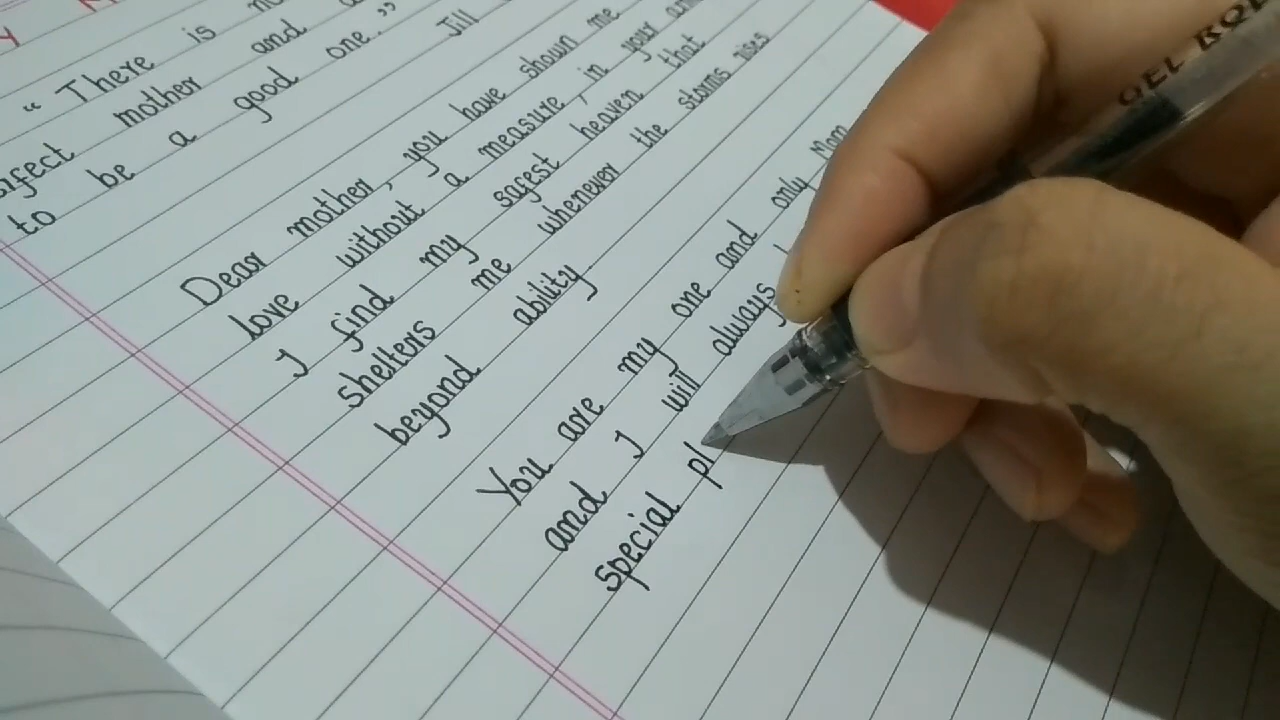 “ There is
mother and
to be a good one.”
Jill
Dear mother, you have shown me
love without a measure, in your
I find my safest heaven that
shelters me whenever the storms rises
beyond ability
You are my one and only Mom
and I will always
special pl
GEL